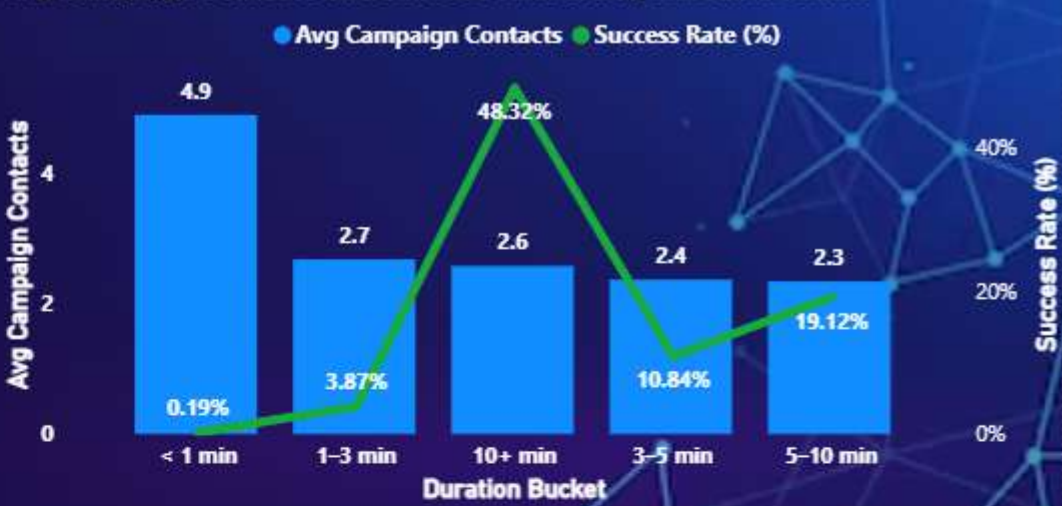 Avg Campaign Contacts Success Rate (%)
Avg Campaign Contacts
4
2
0
4.9
2.7
2.6
2.4
2.3
0.19%
3.87%
48.32%
10.84%
19.12%
40%
20%
0%
Success Rate (%)
< 1 min
1–3 min
10+ min
3–5 min
5–10 min
Duration Bucket